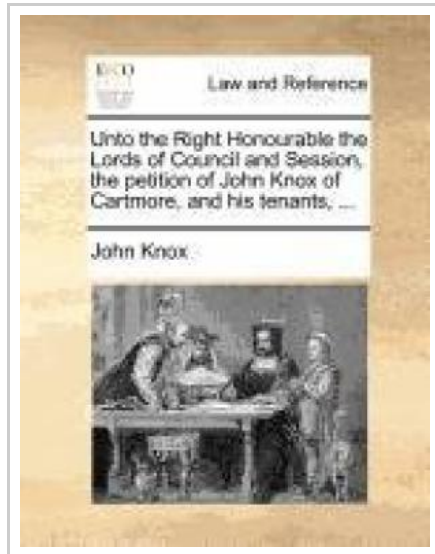 ECCO
Law and Reference
Unto the Right Honourable the
Lords of Council and Session,
the petition of John Knox of
Cartmore, and his tenants, ...
John Knox